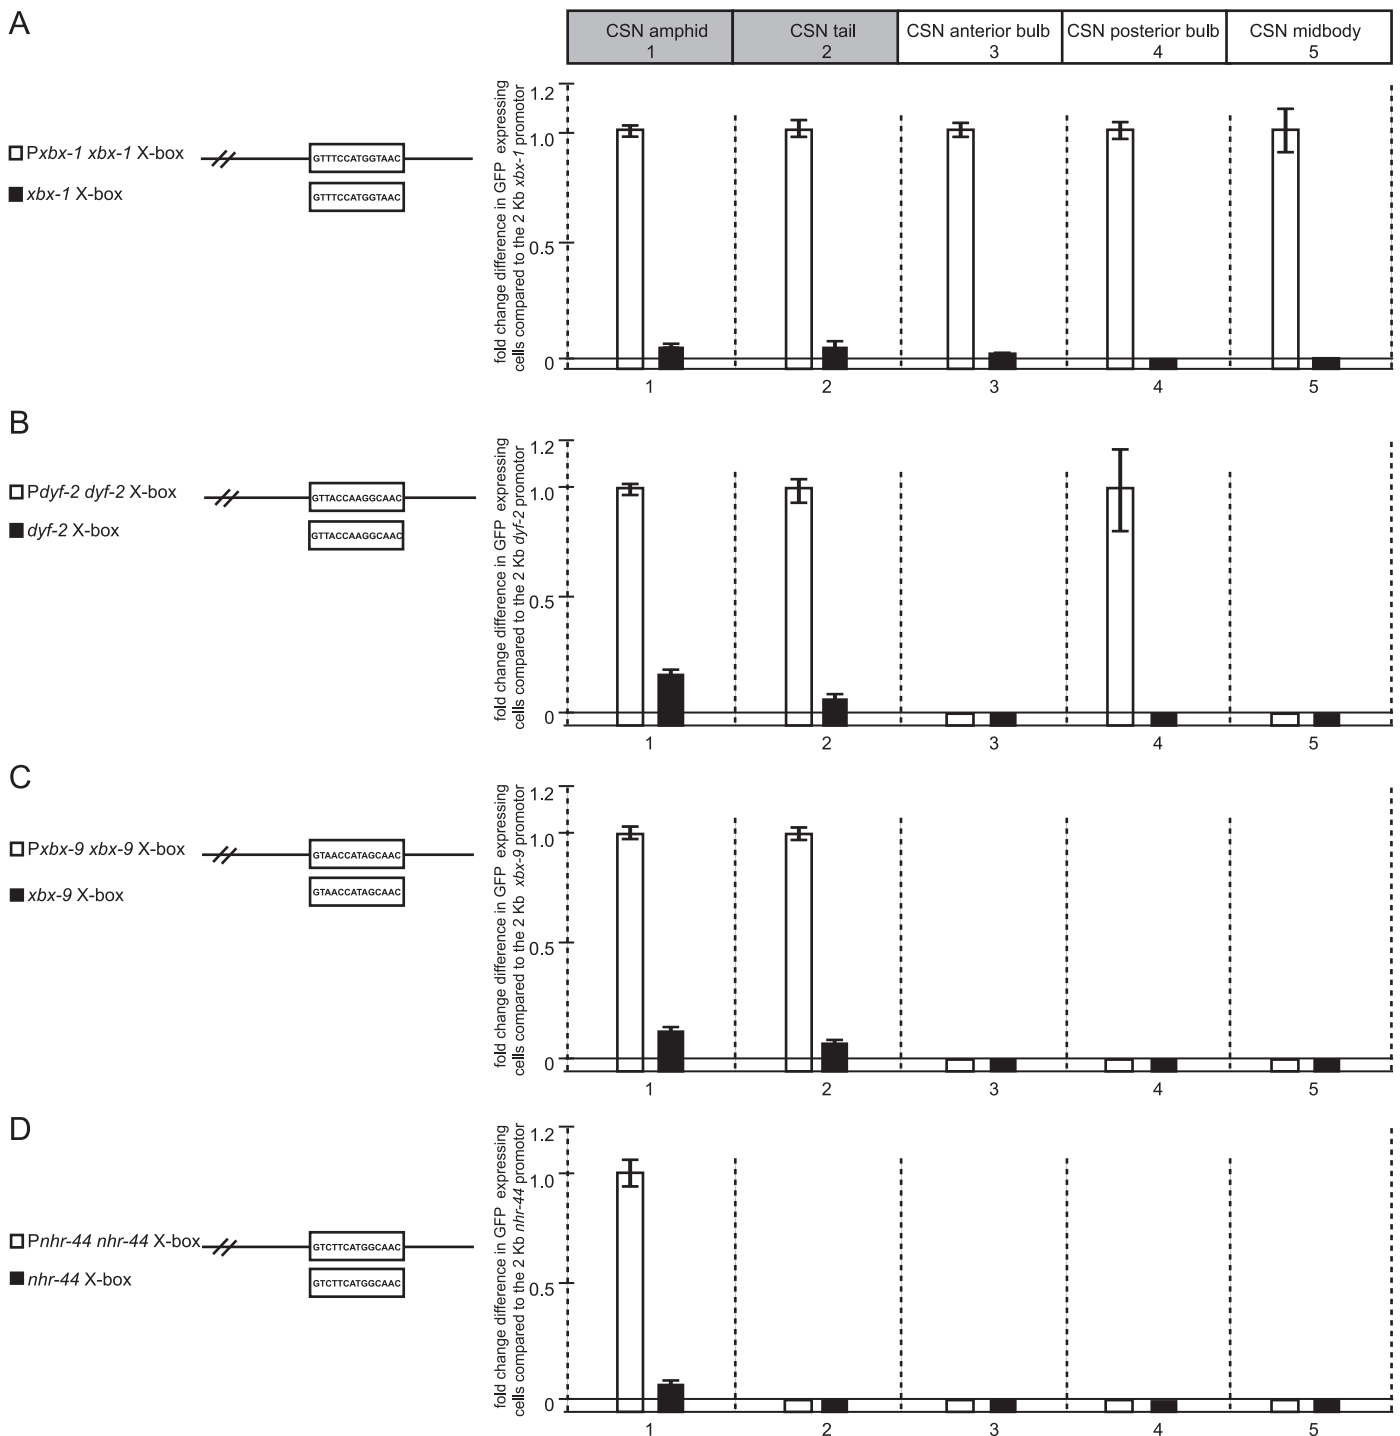 A
CSN amphid
1
CSN tail
2
CSN anterior bulb
3
CSN posterior bulb
4
CSN midbody
5
Pxbx-1 xbx-1 X-box
GTTTCCATGGTAAC
xbx-1 X-box
GTTTCCATGGTAAC
fold change difference in GFP expressing
cells compared to the 2 Kb xbx-1 promotor
1.2
1.0
0.5
0
1 2 3 4 5
B
Pdyf-2 dyf-2 X-box
GTTACCAAGGCAAC
dyf-2 X-box
GTTACCAAGGCAAC
fold change difference in GFP expressing
cells compared to the 2 Kb dyf-2 promotor
1.2
1.0
0.5
0
1 2 3 4 5
C
Pxbx-9 xbx-9 X-box
GTAACCATAGCAAC
xbx-9 X-box
GTAACCATAGCAAC
fold change difference in GFP expressing
cells compared to the 2 Kb xbx-9 promotor
1.2
1.0
0.5
0
1 2 3 4 5
D
Pnhr-44 nhr-44 X-box
GTCTTCATGGCAAC
nhr-44 X-box
GTCTTCATGGCAAC
fold change difference in GFP expressing
cells compared to the 2 Kb nhr-44 promotor
1.2
1.0
0.5
0
1 2 3 4 5